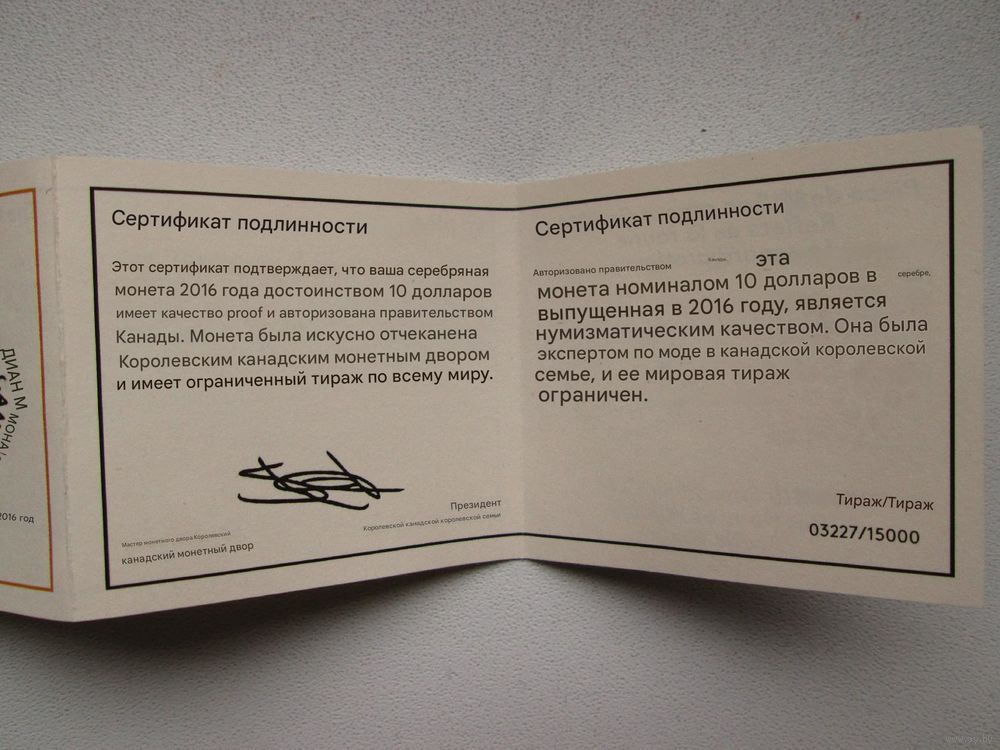 ДИАН М
МОНА
2016 год
Сертификат подлинности
Этот сертификат подтверждает, что ваша серебряная
монета 2016 года достоинством 10 долларов
имеет качество proof и авторизована правительством
Канады. Монета была искусно отчеканена
Королевским канадским монетным двором
и имеет ограниченный тираж по всему миру.
Президент
Королевской канадской королевской семьи
Мастер монетного двора Королевский
канадский монетный двор
Сертификат подлинности
Авторизовано правительством Канады, эта
монета номиналом 10 долларов в серебре,
выпущенная в 2016 году, является
нумизматическим качеством. Она была
экспертом по моде в канадской королевской
семье, и ее мировая тираж
ограничен.
Тираж/Тираж
03227/15000